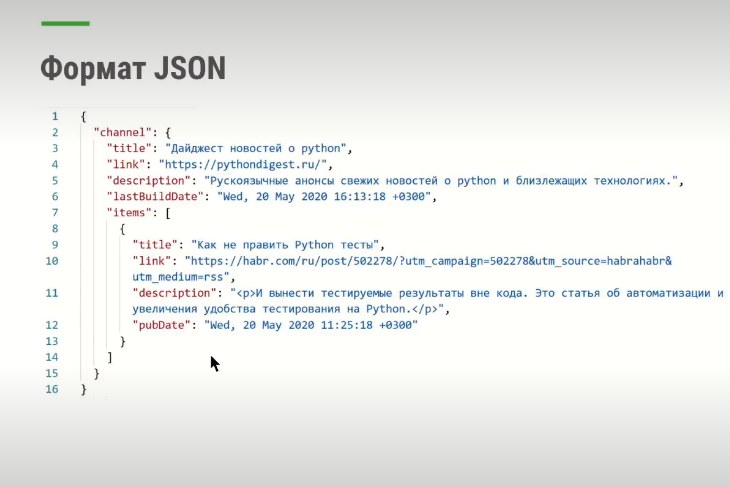 Формат JSON
1 {
2 "channel": {
3 "title": "Дайджест новостей о python",
4 "link": "https://pythondigest.ru/",
5 "description": "Рускоязычные анонсы свежих новостей о python и близлежащих технологиях.",
6 "lastBuildDate": "Wed, 20 May 2020 16:13:18 +0300",
7 "items": [
8 {
9 "title": "Как не править Python тесты",
10 "link": "https://habr.com/ru/post/502278/?utm_campaign=502278&utm_source=habrahabr&
utm_medium=rss",
11 "description": "<p>И вынести тестируемые результаты вне кода. Это статья об автоматизации и
увеличения удобства тестирования на Python.</p>",
12 "pubDate": "Wed, 20 May 2020 11:25:18 +0300"
13 }
14 ]
15 }
16 }